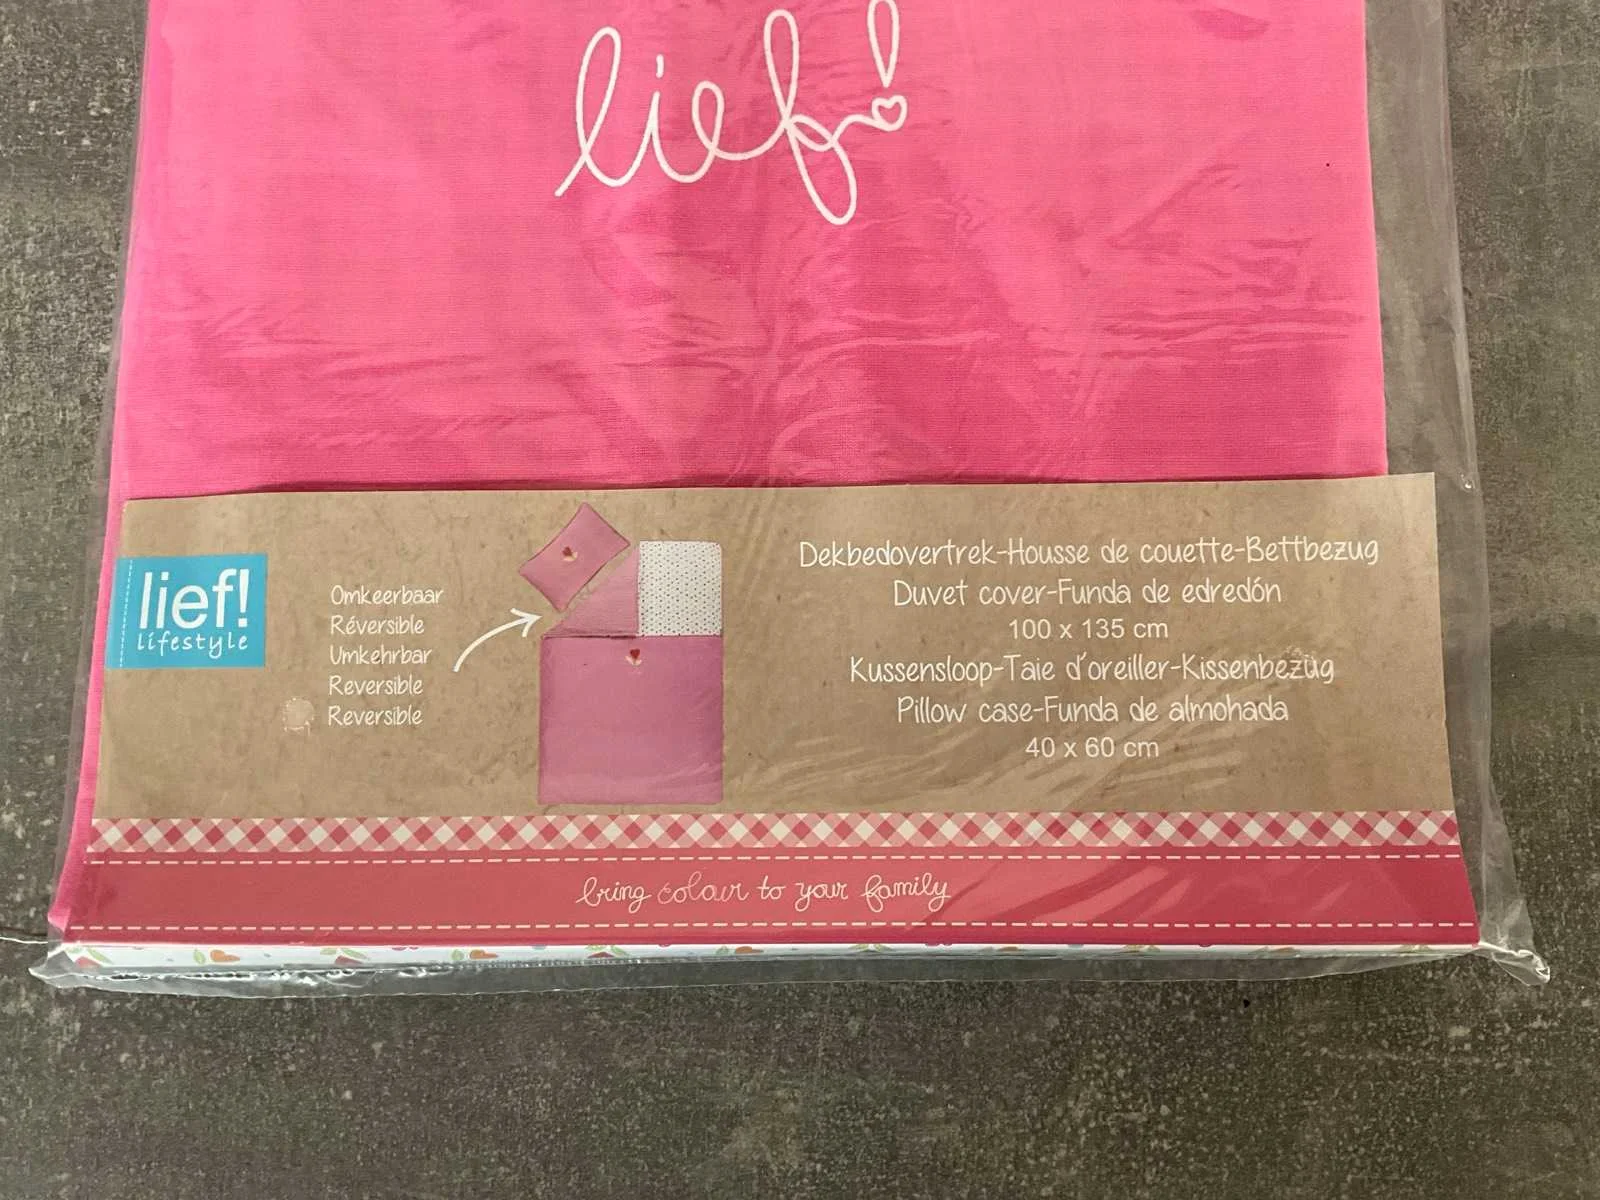 lief!
lief!
lifestyle
Omkeerbaar
Réversible
Umkehrbar
Reversible
Reversible
Dekbedovertrek-Housse de couette-Bettbezug
Duvet cover-Funda de edredón
100 x 135 cm
Kussensloop-Taie d'oreiller-Kissenbezug
Pillow case-Funda de almohada
40 x 60 cm
bring colour to your family